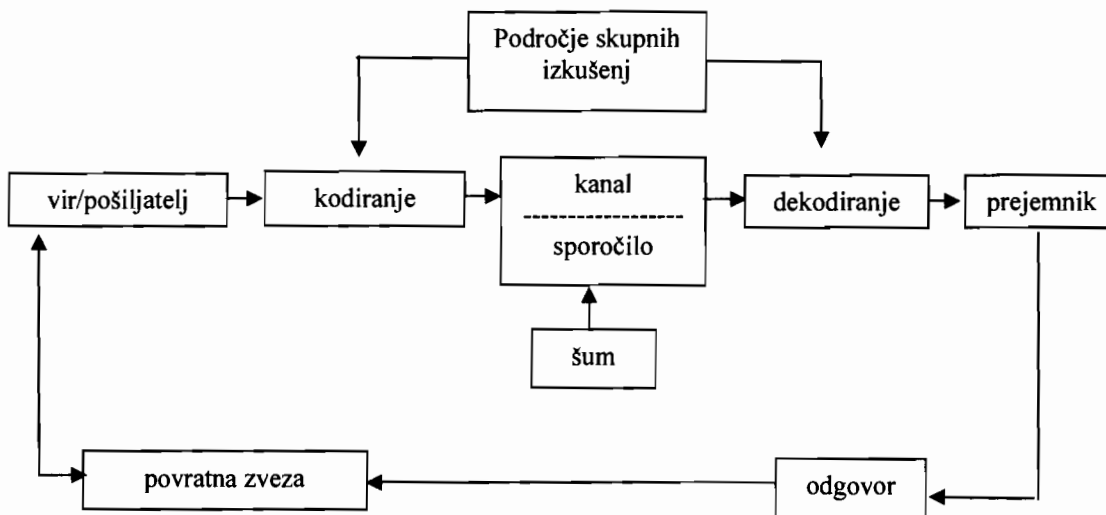 Področje skupnih
izkušenj
vir/pošiljatelj
kodiranje
kanal
sporočilo
dekodiranje
prejemnik
šum
povratna zveza
odgovor